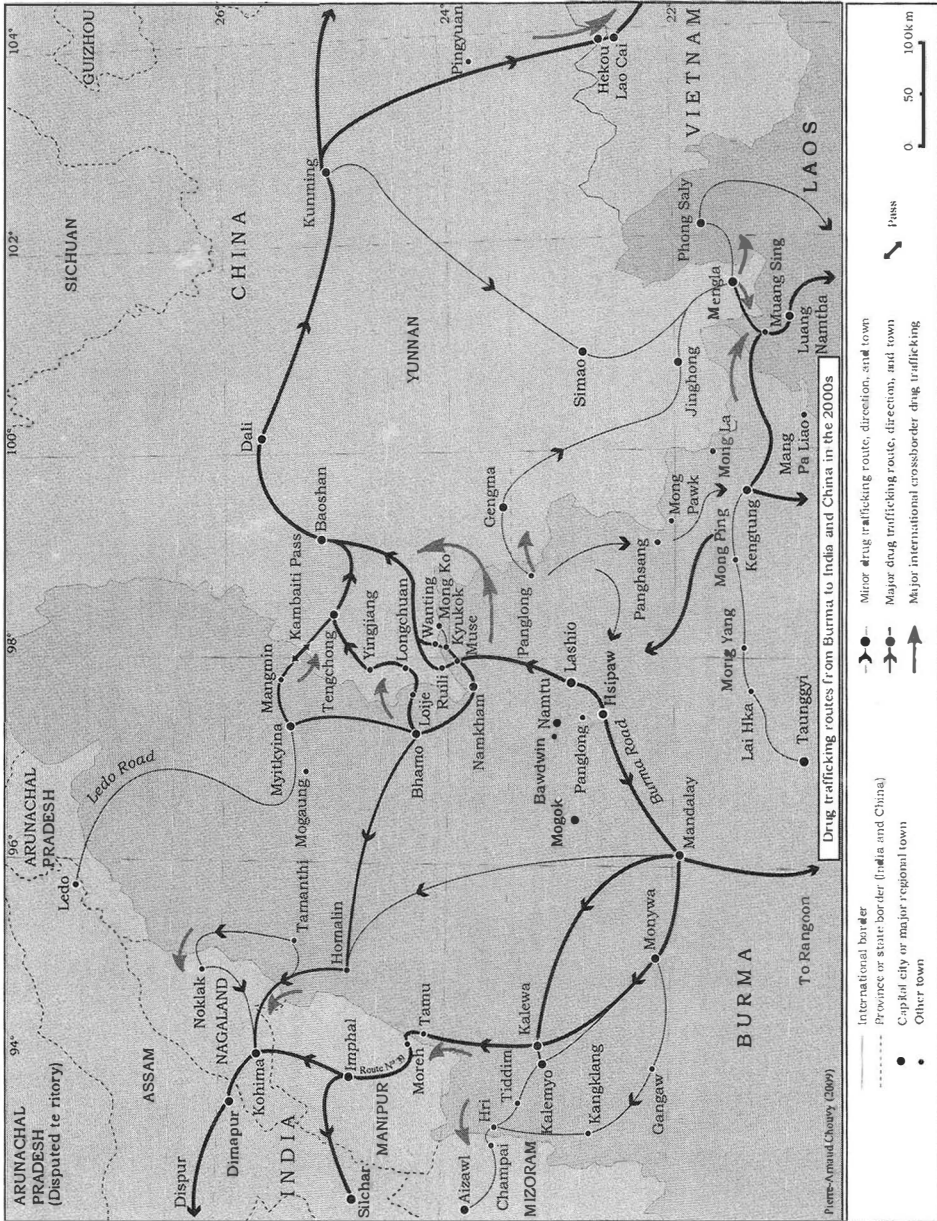 ARUNACHAL
PRADESH
(Disputed te ritory)
94°
ARUNACHAL
PRADESH
96°
98°
100°
102°
104°
SICHUAN
GUIZHOU
26°
24°
22°
ASSAM
Ledo
Ledo Road
CHINA
Dispur
Dimapur
NAGALAND
Kohima
Noklak
Tamanthi
Mogaung
Myitkyina
Mangmin
Kambaiti Pass
Tengchong
Baoshan
Dali
Kunming
INDIA
Imphal
Silchar
Route Nº 39
MANIPUR
Moreh
Tamu
Homalin
Bhamo
Loije
Yingjiang
Longchuan
Ruili
Wanting
Mong Ko
Kyukok
Muse
Namkham
YUNNAN
Pingyuan
Aizawl
Champai
Hri
Tiddim
MIZORAM
Kalemyo
Kalewa
Kangklang
Gangaw
Monywa
Mogok
Bawdwin
Namtu
Panglong
Lashio
Hsipaw
Burma Road
Mandalay
Panglong
Gengma
Simao
Hekou
Lao Cai
Panghsang
Mong
Pawk
Mong La
Jinghong
Mengla
Phong Saly
VIETNAM
BURMA
To Rangoon
Taunggyi
Lai Hka
Mong Yang
Mong Ping
Kengtung
Mang
Pa Liao
Muang Sing
Luang
Namtha
LAOS
Pierre-Arnaud Chouvy (2009)
Drug trafficking routes from Burma to India and China in the 2000s
International border
Province or state border (India and China)
Capital city or major regional town
Other town
Minor drug trafficking route, direction, and town
Major drug trafficking route, direction, and town
Major international crossborder drug trafficking
Pass
0 50 100km